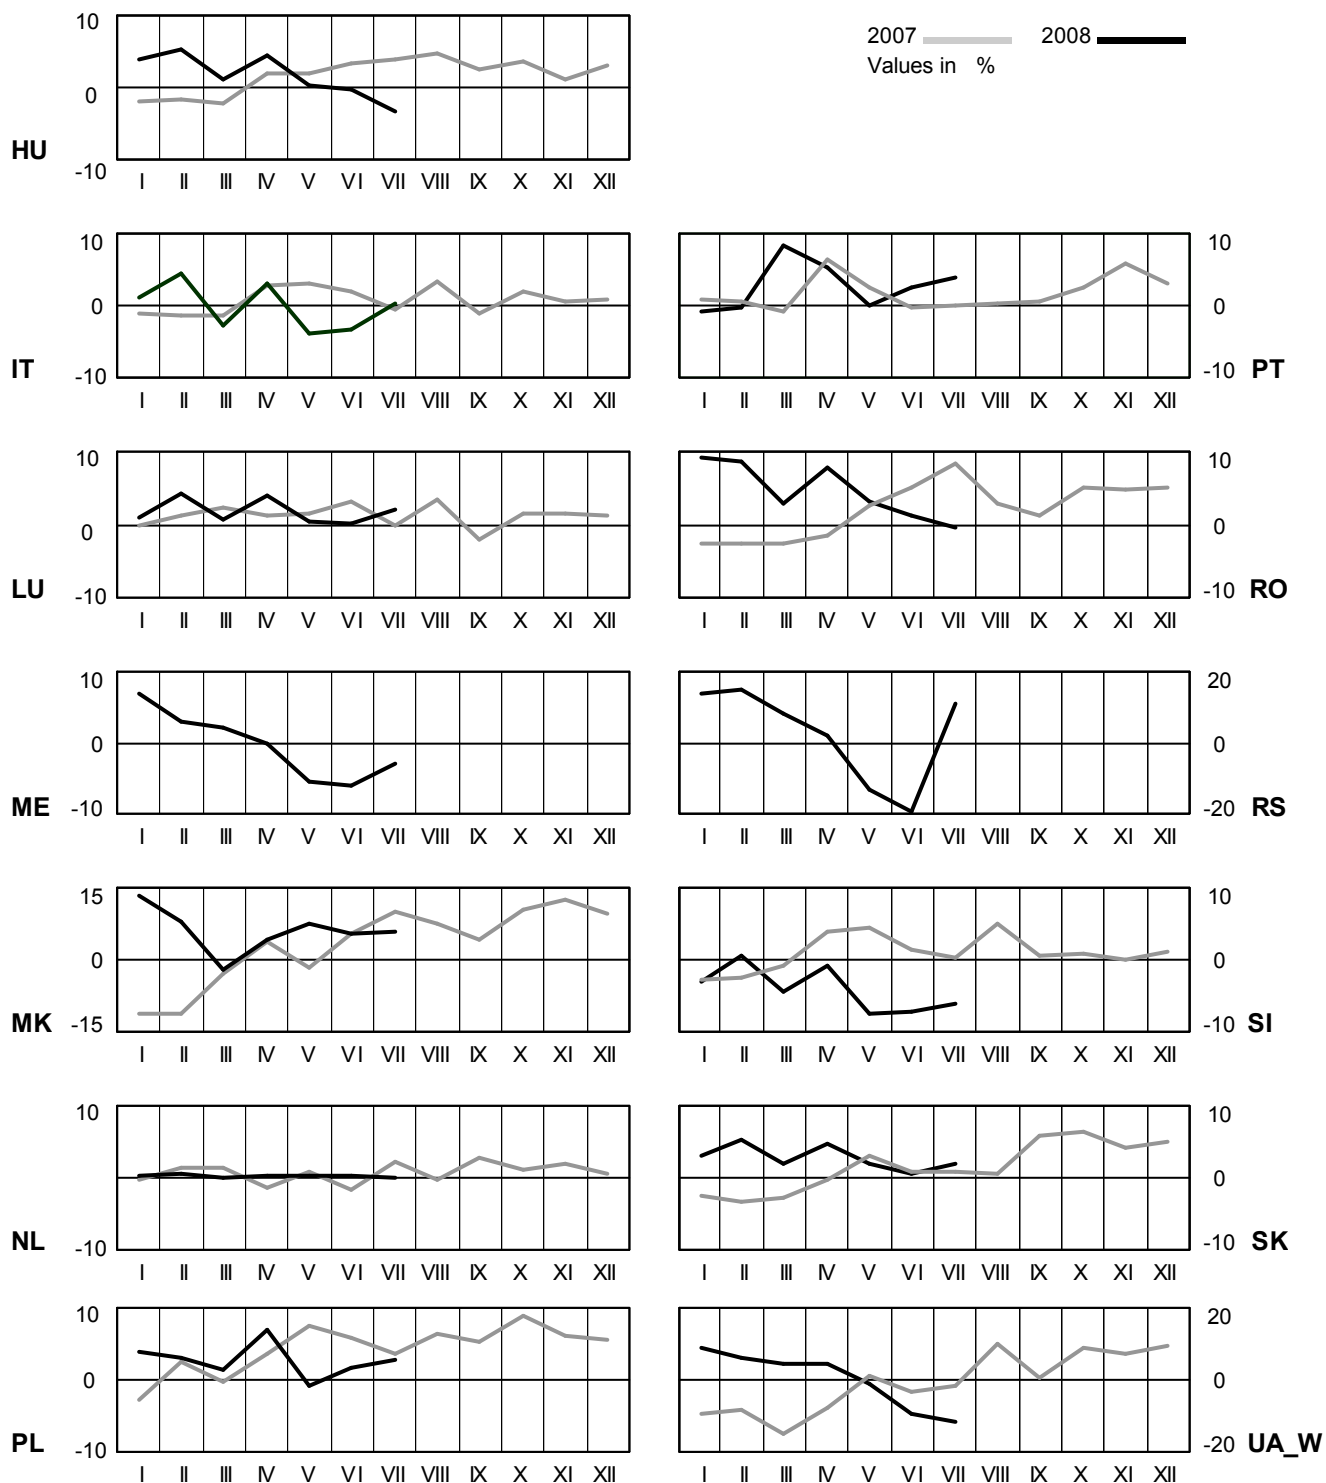 2007 2008
Values in %
10
0
HU -10
I II III IV V VI VII VIII IX X XI XII
10 10
0 0
IT -10 -10 PT
I II III IV V VI VII VIII IX X XI XII I II III IV V VI VII VIII IX X XI XII
10 10
0 0
LU -10 -10 RO
I II III IV V VI VII VIII IX X XI XII I II III IV V VI VII VIII IX X XI XII
10 20
0 0
ME -10 -20 RS
I II III IV V VI VII VIII IX X XI XII I II III IV V VI VII VIII IX X XI XII
15 10
0 0
MK -15 -10 SI
I II III IV V VI VII VIII IX X XI XII I II III IV V VI VII VIII IX X XI XII
10 10
0 0
NL -10 -10 SK
I II III IV V VI VII VIII IX X XI XII I II III IV V VI VII VIII IX X XI XII
10 20
0 0
PL -10 -20 UA_W
I II III IV V VI VII VIII IX X XI XII I II III IV V VI VII VIII IX X XI XII